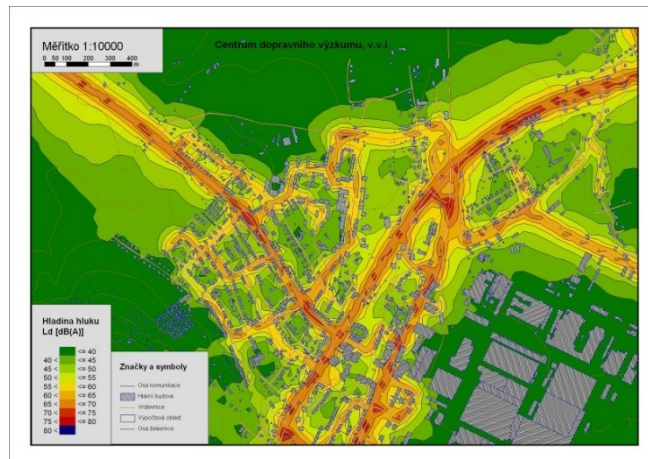 Měřítko 1:10000
0 50 100 200 300 400
m
Centrum dopravního výzkumu, v.v.i.
Hladina hluku
Ld [dB(A)]
<= 40
40 < <= 45
45 < <= 50
50 < <= 55
55 < <= 60
60 < <= 65
65 < <= 70
70 < <= 75
75 < <= 80
80 <
Značky a symboly
Osa komunikace
Hlavní budova
Vrstevnice
Výpočtová oblast
Osa železnice